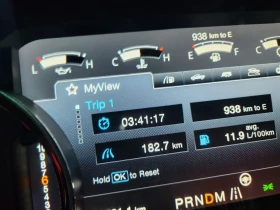 938 km to E
L H C H E F
MyView
Trip 1
03:41:17
938 km to E
182.7 km
avg.
11.9 L/100km
Hold OK to Reset
PRNDM